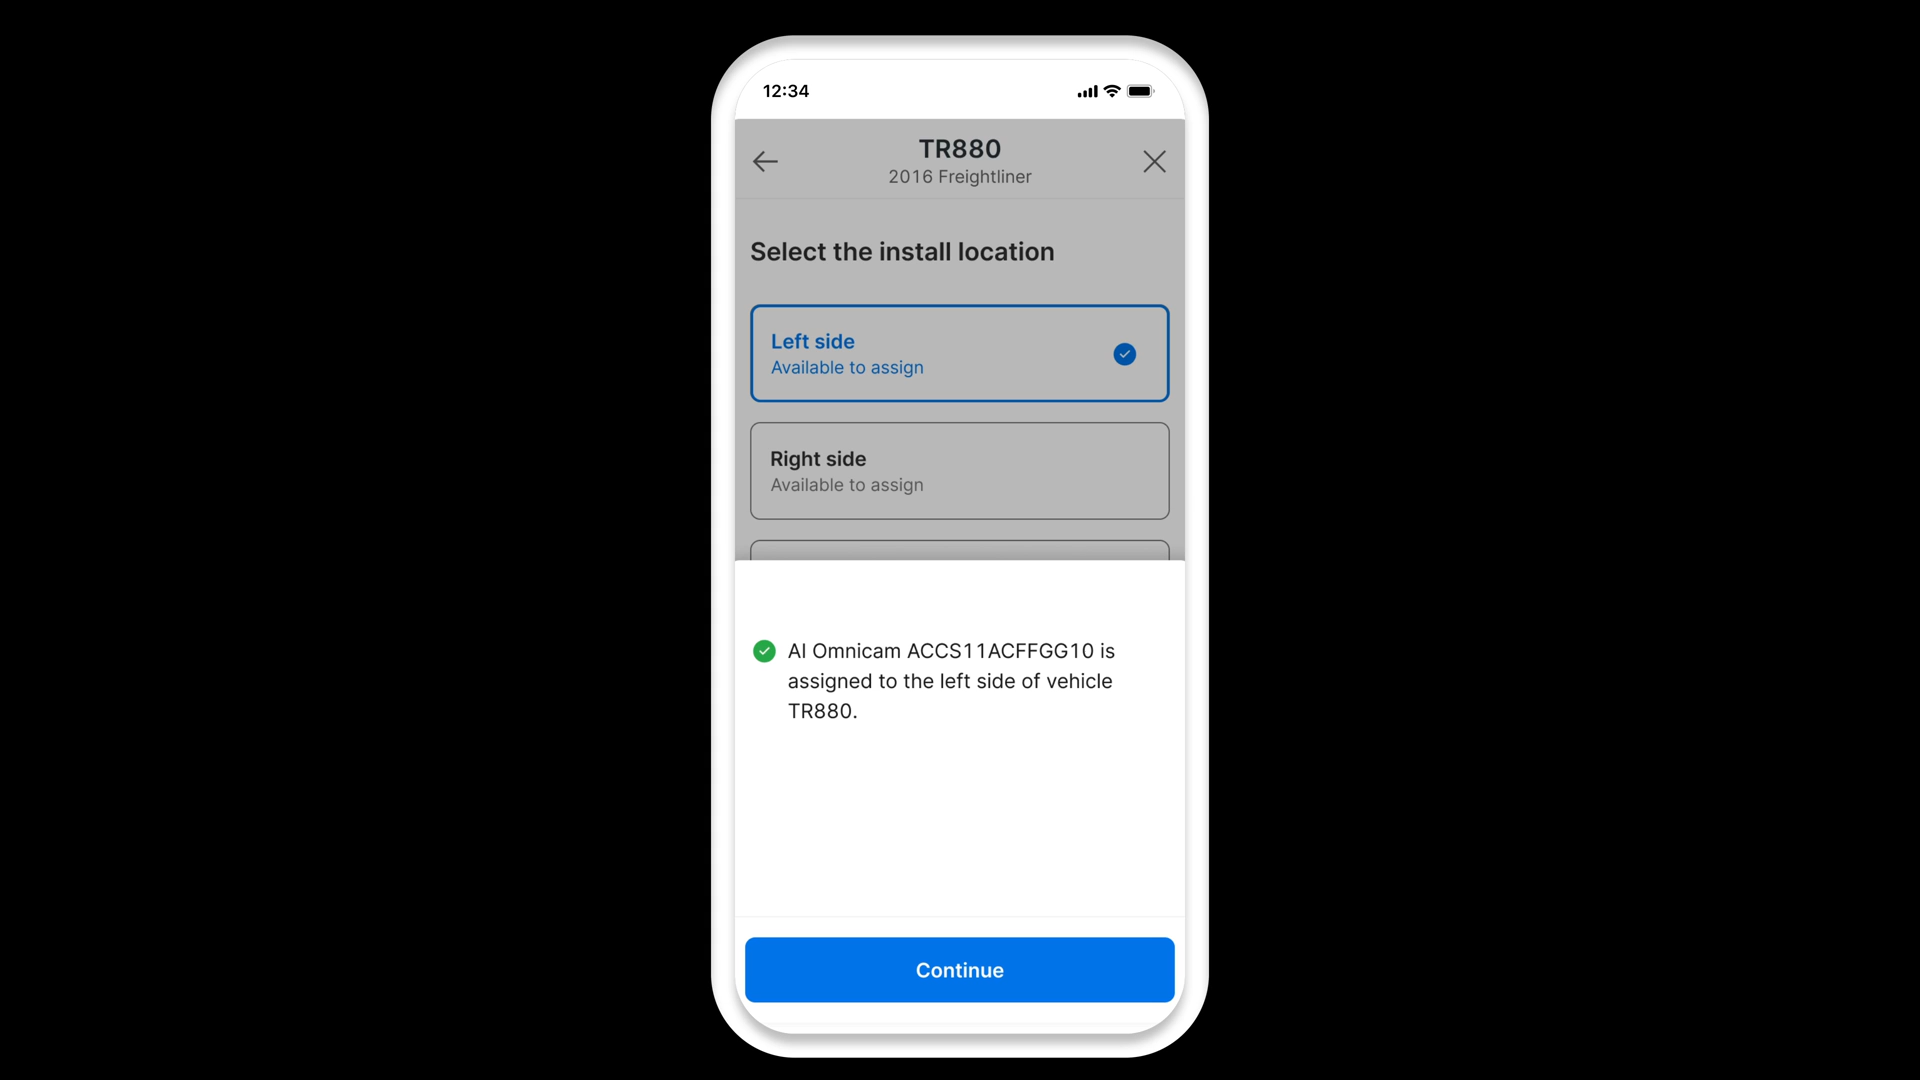 12:34
TR880
2016 Freightliner
Select the install location
Left side
Available to assign
Right side
Available to assign
AI Omnicam ACCS11ACFFGG10 is
assigned to the left side of vehicle
TR880.
Continue